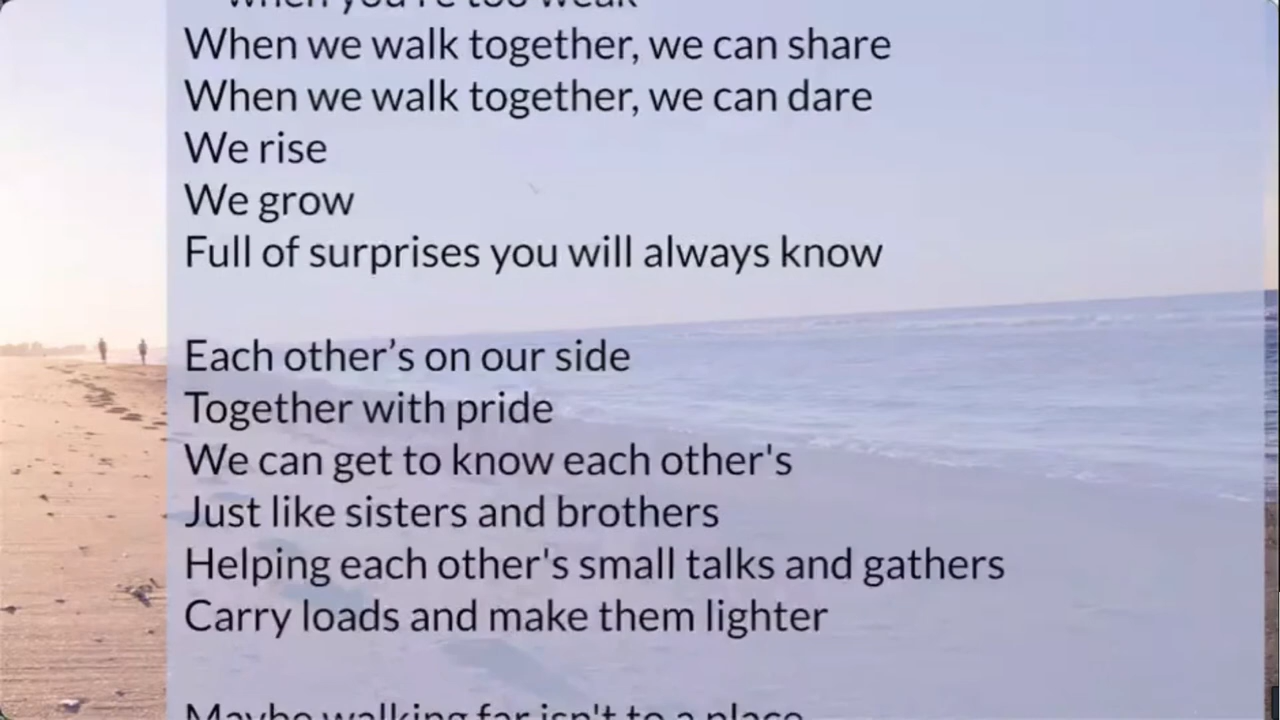 when you're too weak
When we walk together, we can share
When we walk together, we can dare
We rise
We grow
Full of surprises you will always know
Each other’s on our side
Together with pride
We can get to know each other's
Just like sisters and brothers
Helping each other's small talks and gathers
Carry loads and make them lighter
Maybe walking far isn't to a place